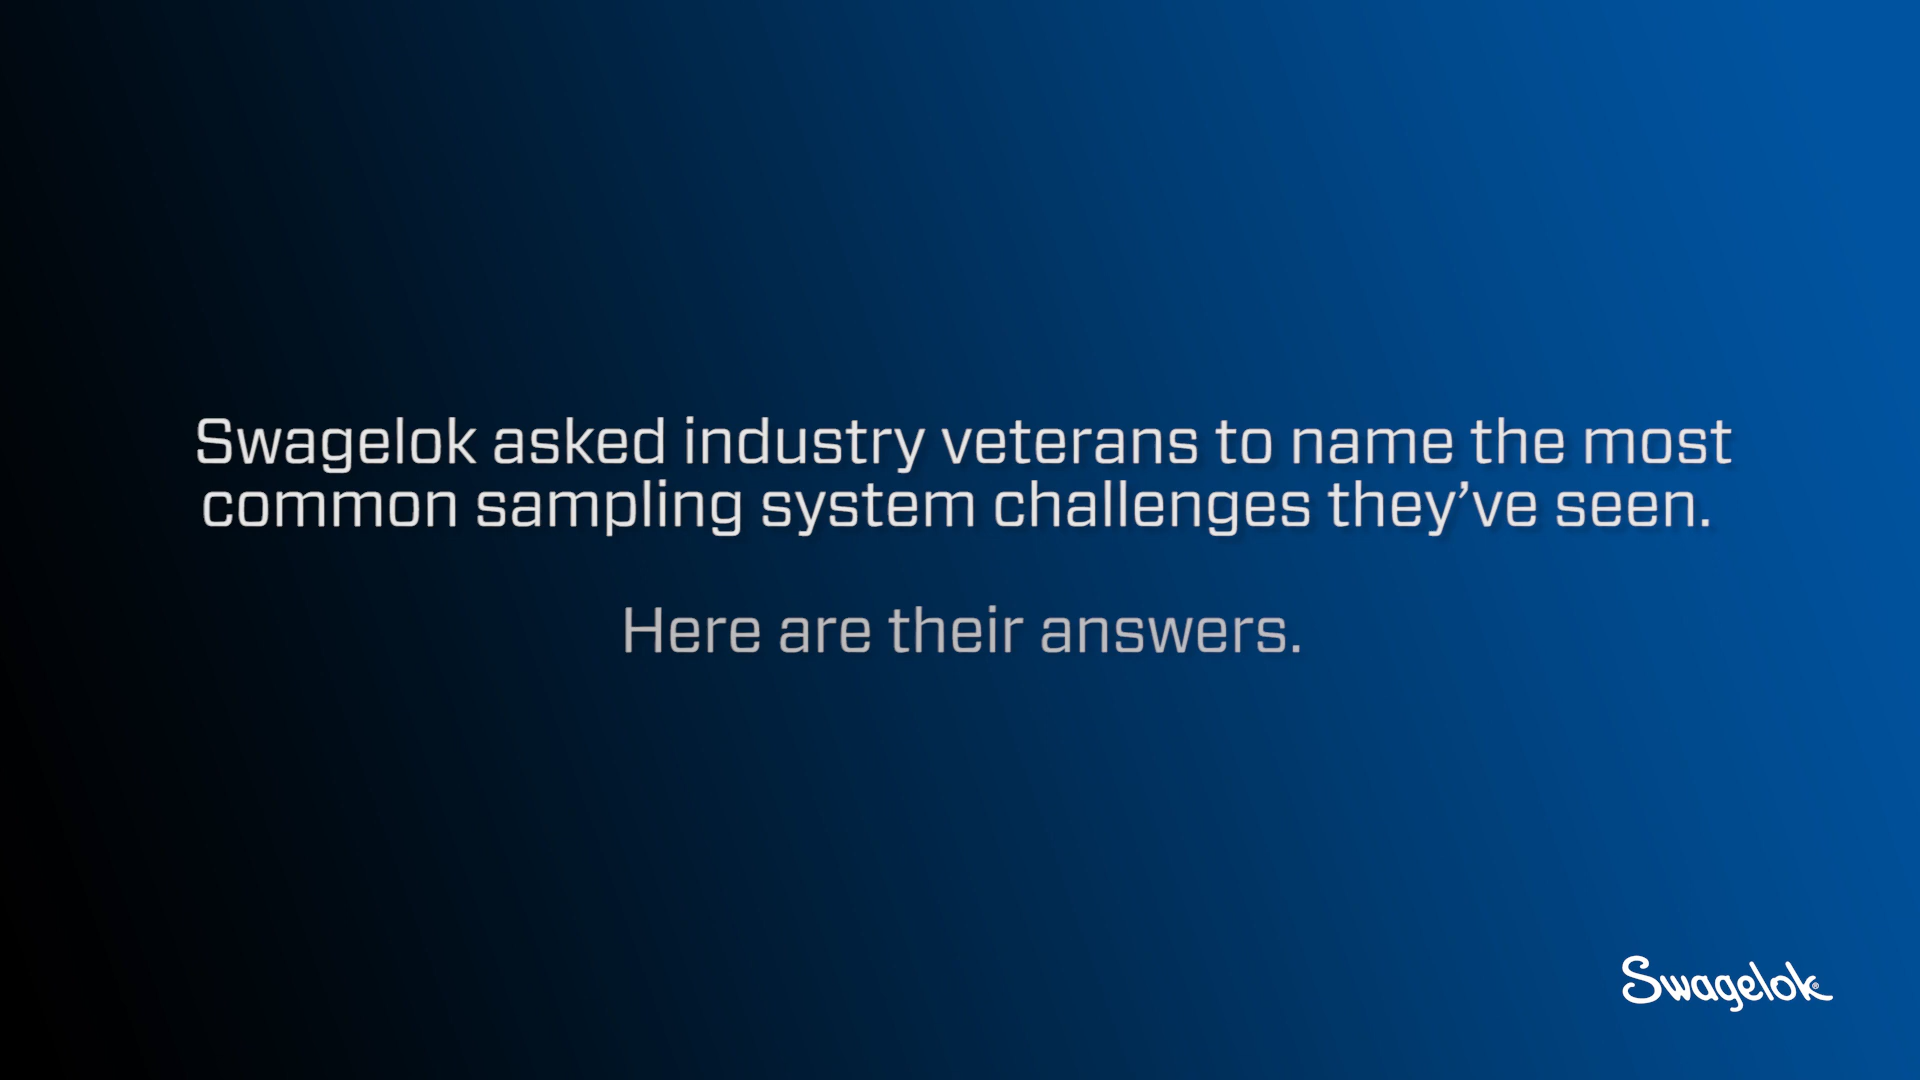 Swagelok asked industry veterans to name the most
common sampling system challenges they’ve seen.
Here are their answers.
Swagelok®